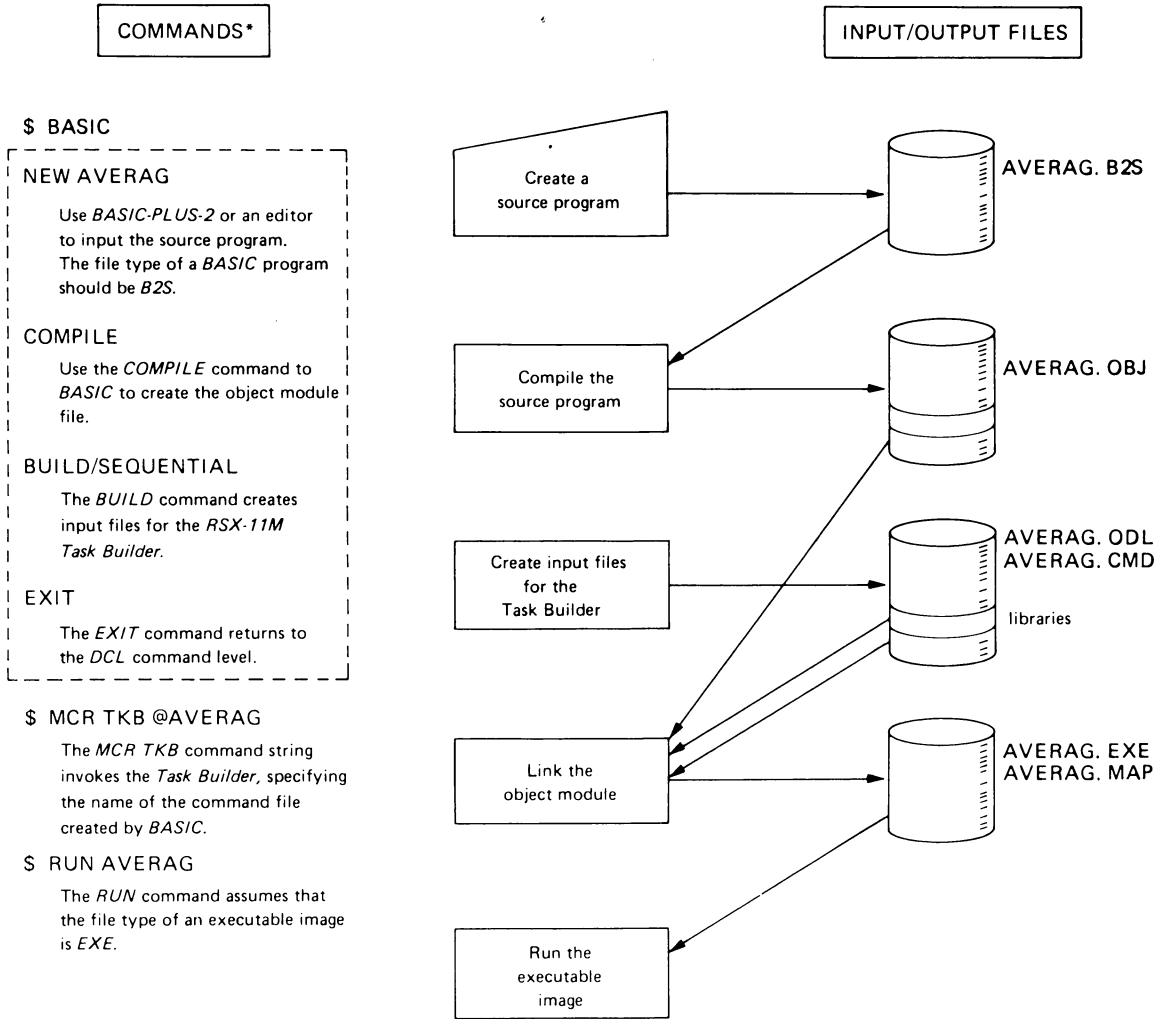 COMMANDS*
INPUT/OUTPUT FILES
$ BASIC
NEW AVERAG
Use BASIC-PLUS-2 or an editor
to input the source program.
The file type of a BASIC program
should be B2S.
COMPILE
Use the COMPILE command to
BASIC to create the object module
file.
BUILD/SEQUENTIAL
The BUILD command creates
input files for the RSX-11M
Task Builder.
EXIT
The EXIT command returns to
the DCL command level.
$ MCR TKB @AVERAG
The MCR TKB command string
invokes the Task Builder, specifying
the name of the command file
created by BASIC.
$ RUN AVERAG
The RUN command assumes that
the file type of an executable image
is EXE.
Create a
source program
AVERAG. B2S
Compile the
source program
AVERAG. OBJ
Create input files
for the
Task Builder
AVERAG. ODL
AVERAG. CMD
libraries
Link the
object module
AVERAG. EXE
AVERAG. MAP
Run the
executable
image